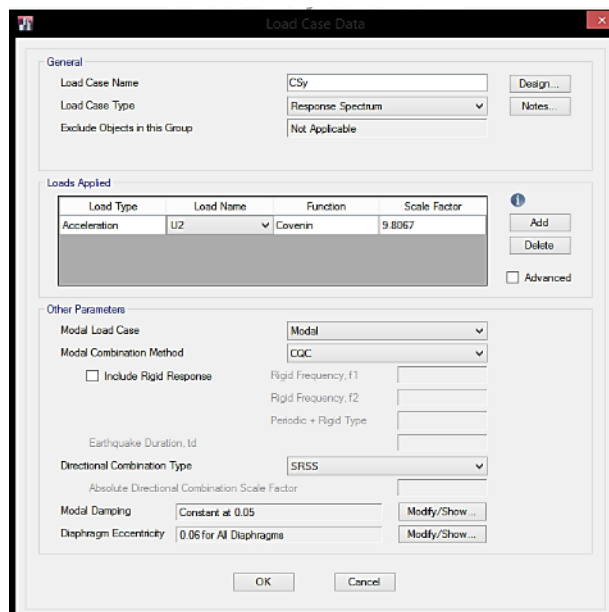 Load Case Data
General
Load Case Name CSy Design...
Load Case Type Response Spectrum Notes...
Exclude Objects in this Group Not Applicable
Loads Applied
Load Type Load Name Function Scale Factor
Acceleration U2 Covenin 9.8067
Add
Delete
Advanced
Other Parameters
Modal Load Case Modal
Modal Combination Method CQC
Include Rigid Response Rigid Frequency, f1
Rigid Frequency, f2
Periodic + Rigid Type
Earthquake Duration, td
Directional Combination Type SRSS
Absolute Directional Combination Scale Factor
Modal Damping Constant at 0.05 Modify/Show...
Diaphragm Eccentricity 0.06 for All Diaphragms Modify/Show...
OK Cancel